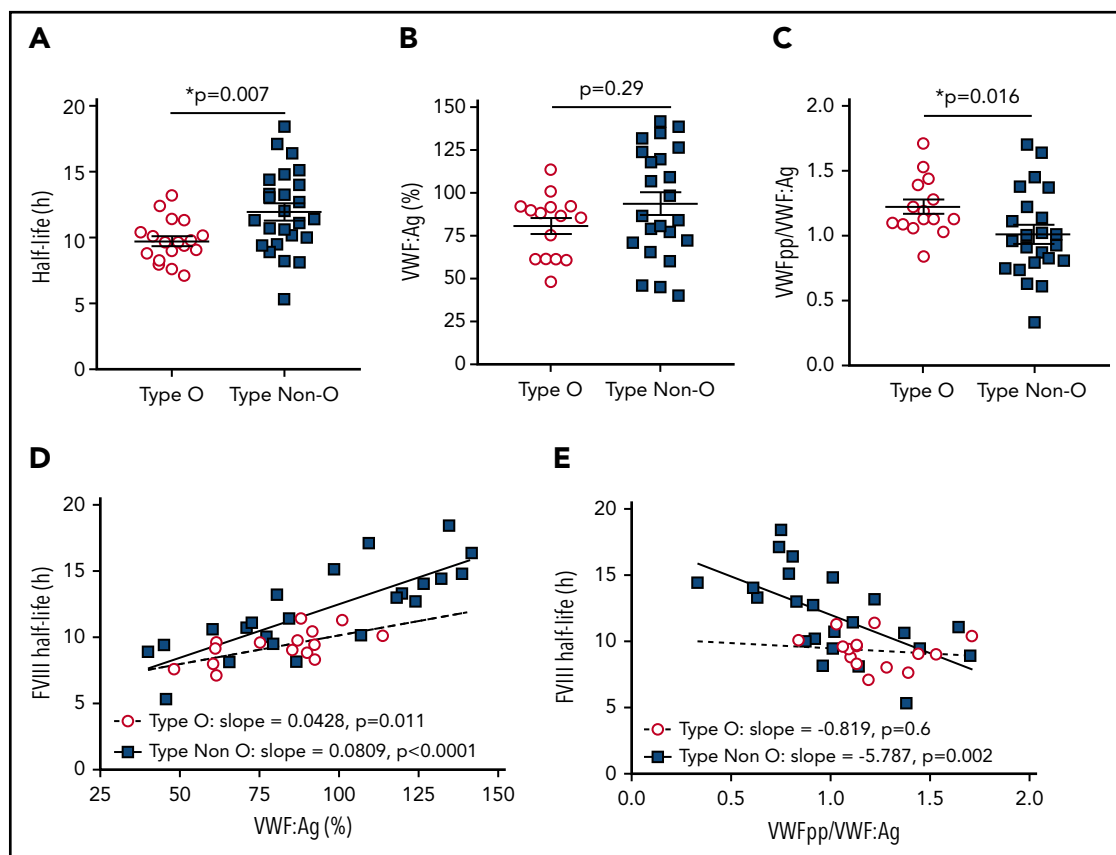 A
*p=0.007
20
15
10
5
0
Half-life (h)
Type O Type Non-O
B
p=0.29
150
125
100
75
50
25
0
VWF:Ag (%)
Type O Type Non-O
C
*p=0.016
2.0
1.5
1.0
0.5
0.0
VWFpp/VWF:Ag
Type O Type Non-O
D
20
15
10
5
0
FVIII half-life (h)
Type O: slope = 0.0428, p=0.011
Type Non O: slope = 0.0809, p<0.0001
25 50 75 100 125 150
VWF:Ag (%)
E
20
15
10
5
0
FVIII half-life (h)
Type O: slope = -0.819, p=0.6
Type Non O: slope = -5.787, p=0.002
0.0 0.5 1.0 1.5 2.0
VWFpp/VWF:Ag